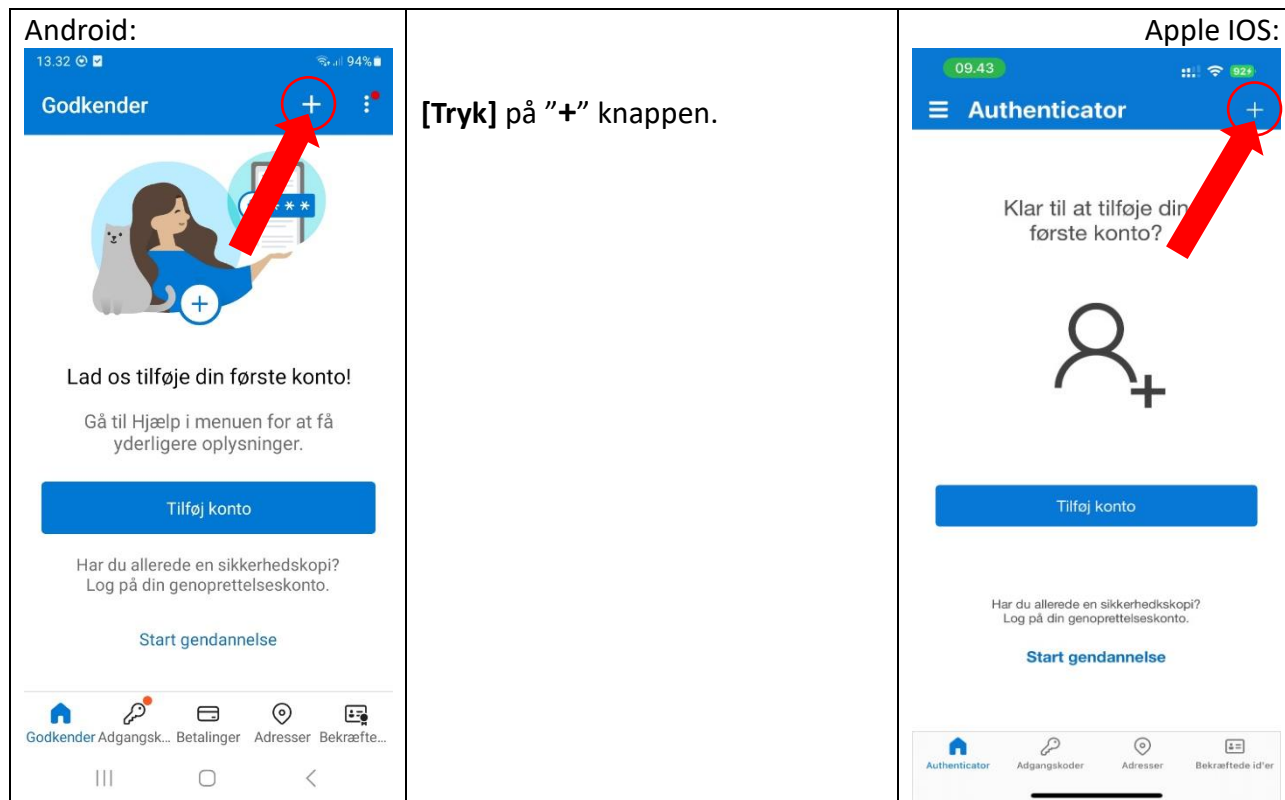 Android:
13.32
94%
Godkender
* * *
Lad os tilføje din første konto!
Gå til Hjælp i menuen for at få
yderligere oplysninger.
Tilføj konto
Har du allerede en sikkerhedskopi?
Log på din genoprettelseskonto.
Start gendannelse
Godkender Adgangsk... Betalinger Adresser Bekræfte...
[Tryk] på ”+” knappen.
Apple IOS:
09.43
92
Authenticator
Klar til at tilføje din
første konto?
Tilføj konto
Har du allerede en sikkerhedkskopi?
Log på din genoprettelseskonto.
Start gendannelse
Authenticator Adgangskoder Adresser Bekræftede id'er